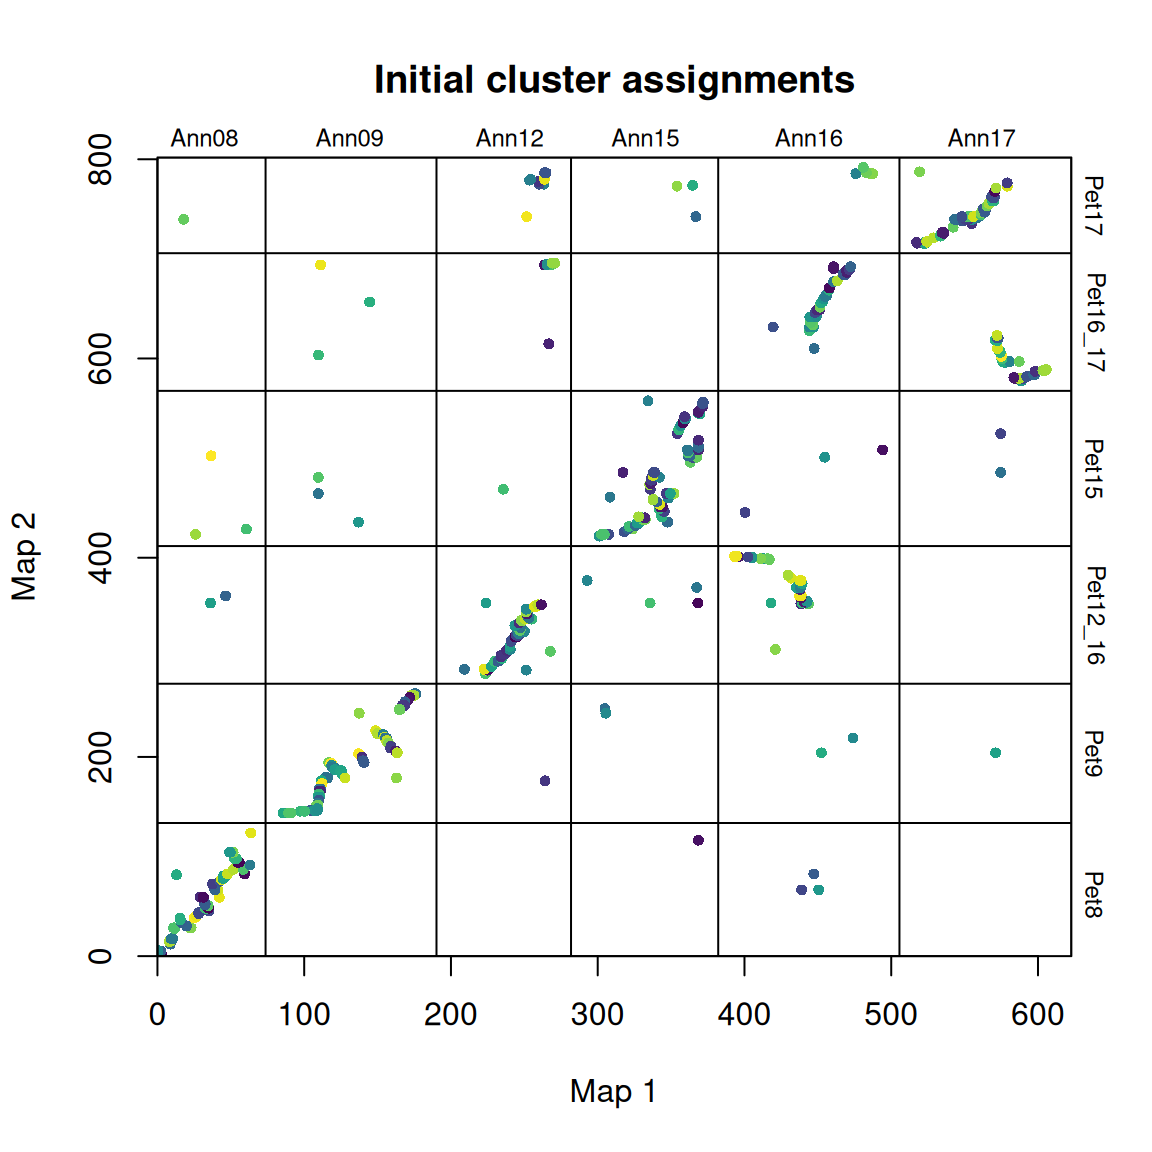 Initial cluster assignments
Ann08 Ann09 Ann12 Ann15 Ann16 Ann17
Pet17
Pet16_17
Pet15
Pet12_16
Pet9
Pet8
800
600
400
200
0
Map 2
0 100 200 300 400 500 600
Map 1